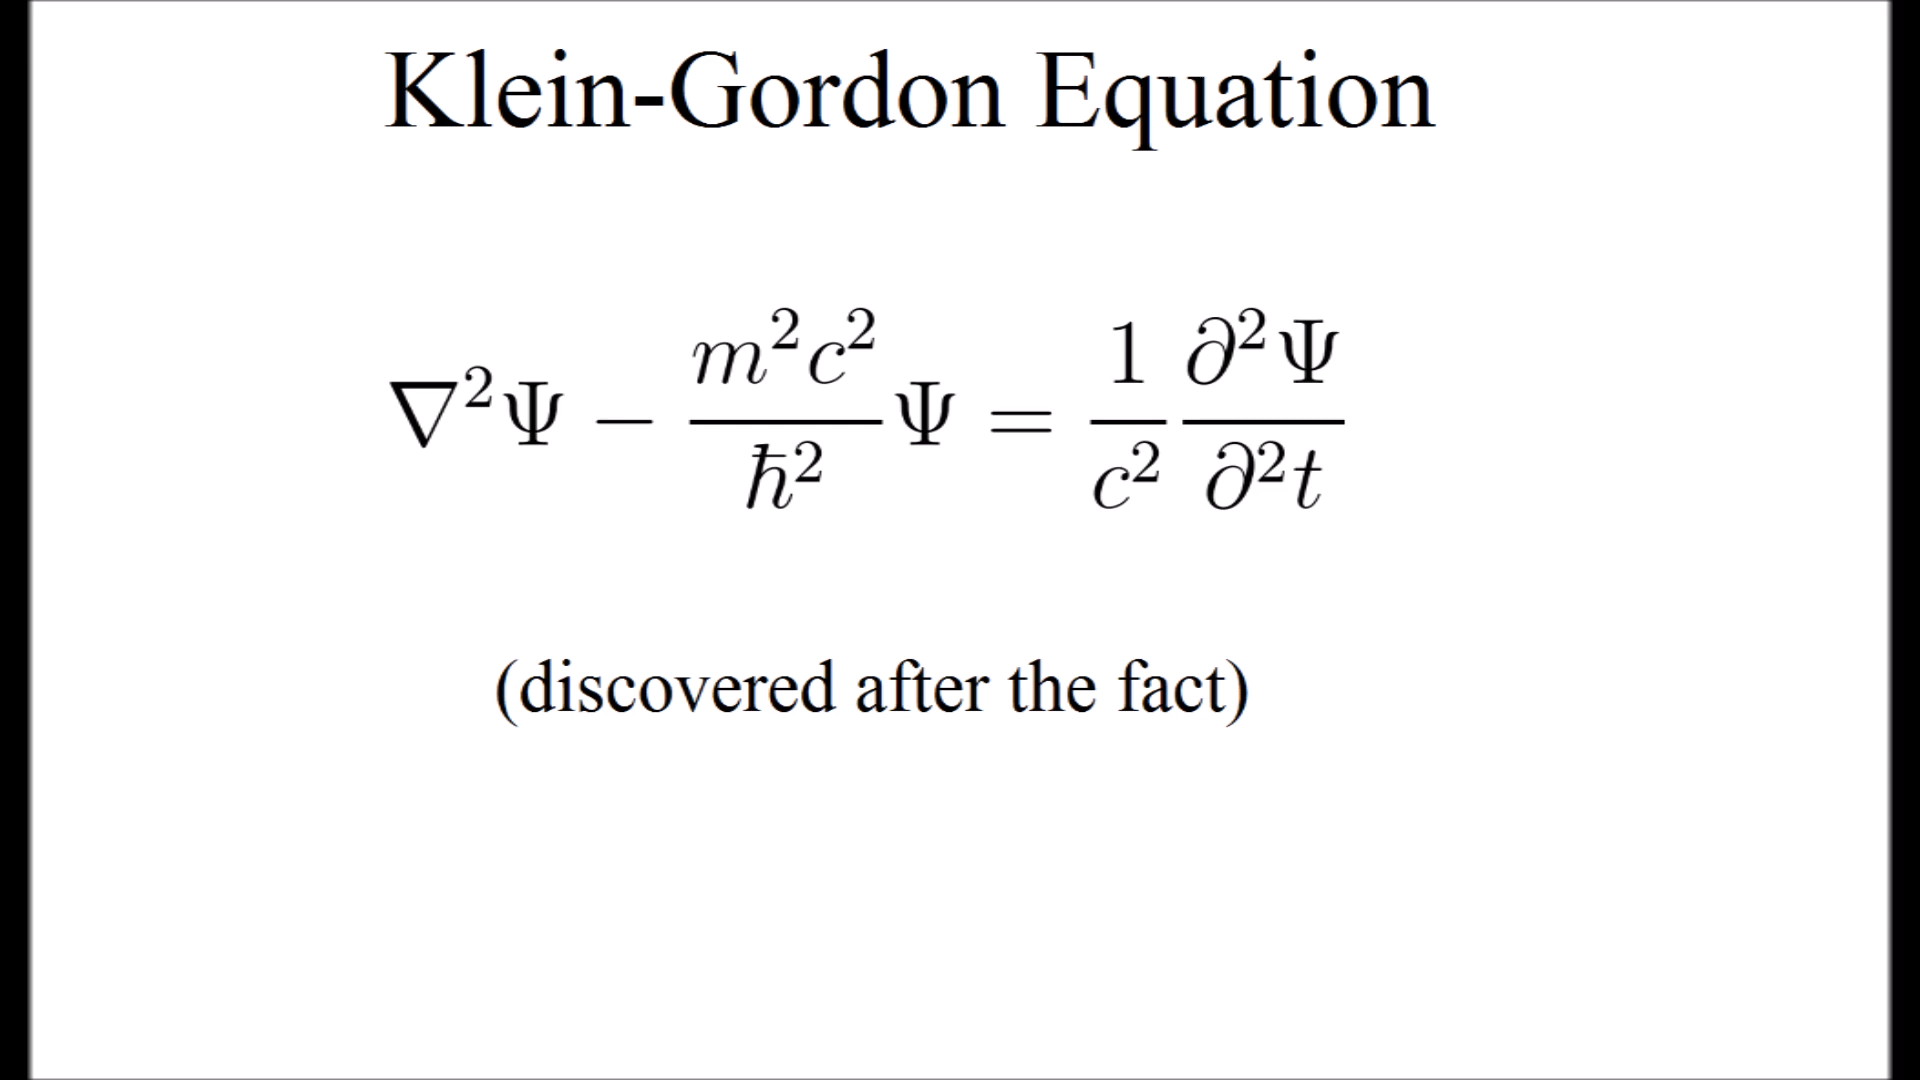 Klein-Gordon Equation
∇²Ψ − m²c²/ħ² Ψ = 1/c² ∂²Ψ/∂²t
(discovered after the fact)